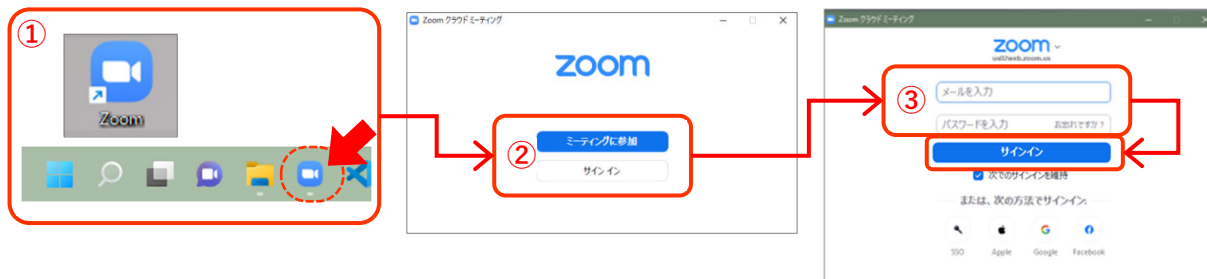 ①
Zoom
Zoom クラウド ミーティング
zoom
②
ミーティングに参加
サイン イン
Zoom クラウド ミーティング
zoom
us02web.zoom.us
③
メールを入力
パスワードを入力 お忘れですか?
サインイン
次でのサインインを維持
または、次の方法でサインイン:
SSO Apple Google Facebook